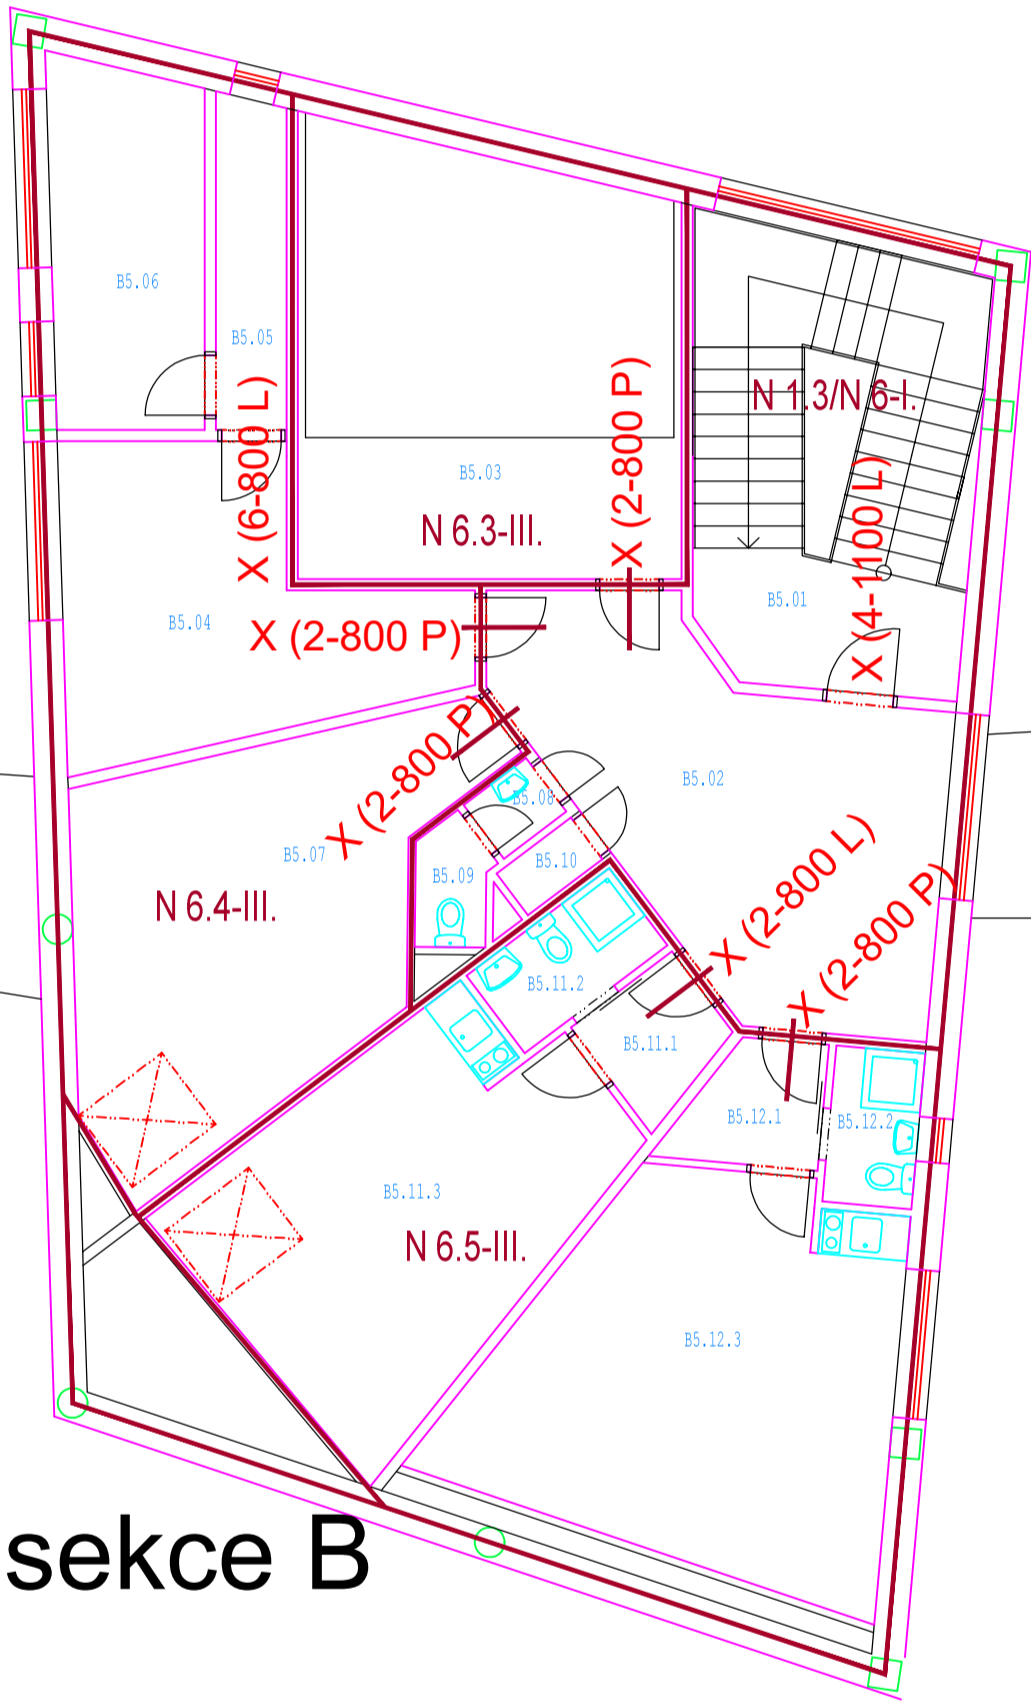 B5.06
B5.05
X (6-800 L)
B5.03
N 6.3-III.
X (2-800 P)
N 1.3/N 6-I.
X (4-1100 L)
B5.01
B5.04
X (2-800 P)
X (2-800 P)
B5.02
B5.08
B5.07
B5.10
B5.09
N 6.4-III.
X (2-800 L)
X (2-800 P)
B5.11.2
B5.11.1
B5.12.1
B5.12.2
B5.11.3
N 6.5-III.
B5.12.3
sekce B